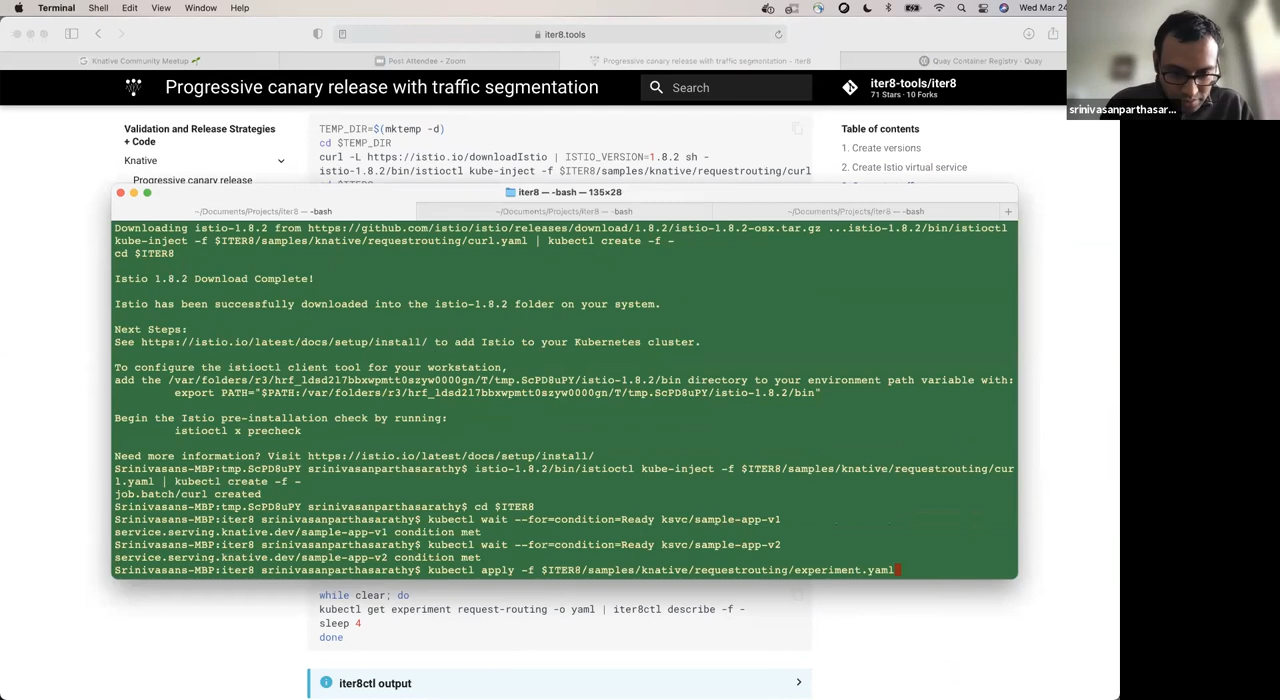 Terminal Shell Edit View Window Help Wed Mar 24
iter8.tools
Knative Community Meetup
Post Attendee - Zoom
Progressive canary release with traffic segmentation - iter8
Quay Container Registry · Quay
Progressive canary release with traffic segmentation
Search
iter8-tools/iter8
71 Stars · 10 Forks
srinivasanparthasar...
Validation and Release Strategies
+ Code
Knative
Progressive canary release
TEMP_DIR=$(mktemp -d)
cd $TEMP_DIR
curl -L https://istio.io/downloadIstio | ISTIO_VERSION=1.8.2 sh -
istio-1.8.2/bin/istioctl kube-inject -f $ITER8/samples/knative/requestrouting/curl
Table of contents
1. Create versions
2. Create Istio virtual service
iter8 — -bash — 135×28
~/Documents/Projects/iter8 — -bash
~/Documents/Projects/iter8 — -bash
~/Documents/Projects/iter8 — -bash
Downloading istio-1.8.2 from https://github.com/istio/istio/releases/download/1.8.2/istio-1.8.2-osx.tar.gz ...istio-1.8.2/bin/istioctl
kube-inject -f $ITER8/samples/knative/requestrouting/curl.yaml | kubectl create -f -
cd $ITER8
Istio 1.8.2 Download Complete!
Istio has been successfully downloaded into the istio-1.8.2 folder on your system.
Next Steps:
See https://istio.io/latest/docs/setup/install/ to add Istio to your Kubernetes cluster.
To configure the istioctl client tool for your workstation,
add the /var/folders/r3/hrf_ldsd2l7bbxwpmtt0szyw0000gn/T/tmp.ScPD8uPY/istio-1.8.2/bin directory to your environment path variable with:
export PATH="$PATH:/var/folders/r3/hrf_ldsd2l7bbxwpmtt0szyw0000gn/T/tmp.ScPD8uPY/istio-1.8.2/bin"
Begin the Istio pre-installation check by running:
istioctl x precheck
Need more information? Visit https://istio.io/latest/docs/setup/install/
Srinivasans-MBP:tmp.ScPD8uPY srinivasanparthasarathy$ istio-1.8.2/bin/istioctl kube-inject -f $ITER8/samples/knative/requestrouting/cur
l.yaml | kubectl create -f -
job.batch/curl created
Srinivasans-MBP:tmp.ScPD8uPY srinivasanparthasarathy$ cd $ITER8
Srinivasans-MBP:iter8 srinivasanparthasarathy$ kubectl wait --for=condition=Ready ksvc/sample-app-v1
service.serving.knative.dev/sample-app-v1 condition met
Srinivasans-MBP:iter8 srinivasanparthasarathy$ kubectl wait --for=condition=Ready ksvc/sample-app-v2
service.serving.knative.dev/sample-app-v2 condition met
Srinivasans-MBP:iter8 srinivasanparthasarathy$ kubectl apply -f $ITER8/samples/knative/requestrouting/experiment.yaml
while clear; do
kubectl get experiment request-routing -o yaml | iter8ctl describe -f -
sleep 4
done
iter8ctl output